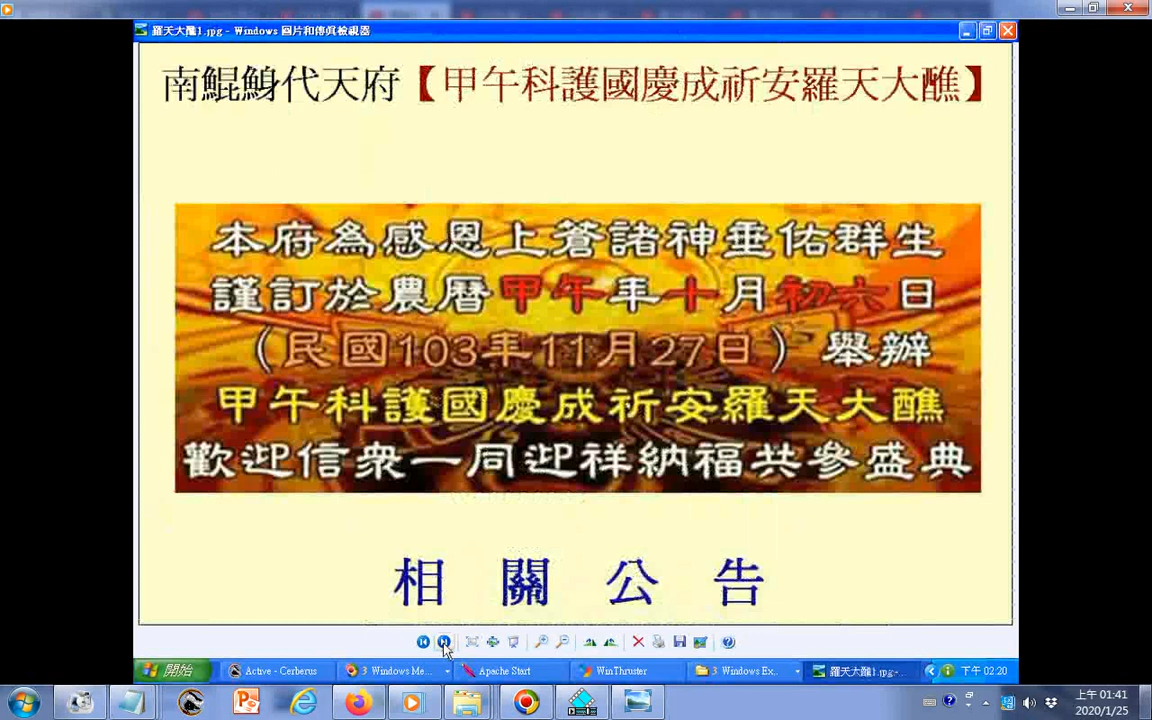 羅天大醮1.jpg - Windows 圖片和傳真檢視器
南鯤鯓代天府【甲午科護國慶成祈安羅天大醮】
本府為感恩上蒼諸神垂佑群生
謹訂於農曆甲午年十月初六日
（民國103年11月27日）舉辦
甲午科護國慶成祈安羅天大醮
歡迎信衆一同迎祥納福共參盛典
相關公告
開始
Active - Cerberus
3 Windows Me...
Apache Start
WinThruster
3 Windows Ex...
羅天大醮1.jpg-...
下午 02:20
上午 01:41
2020/1/25